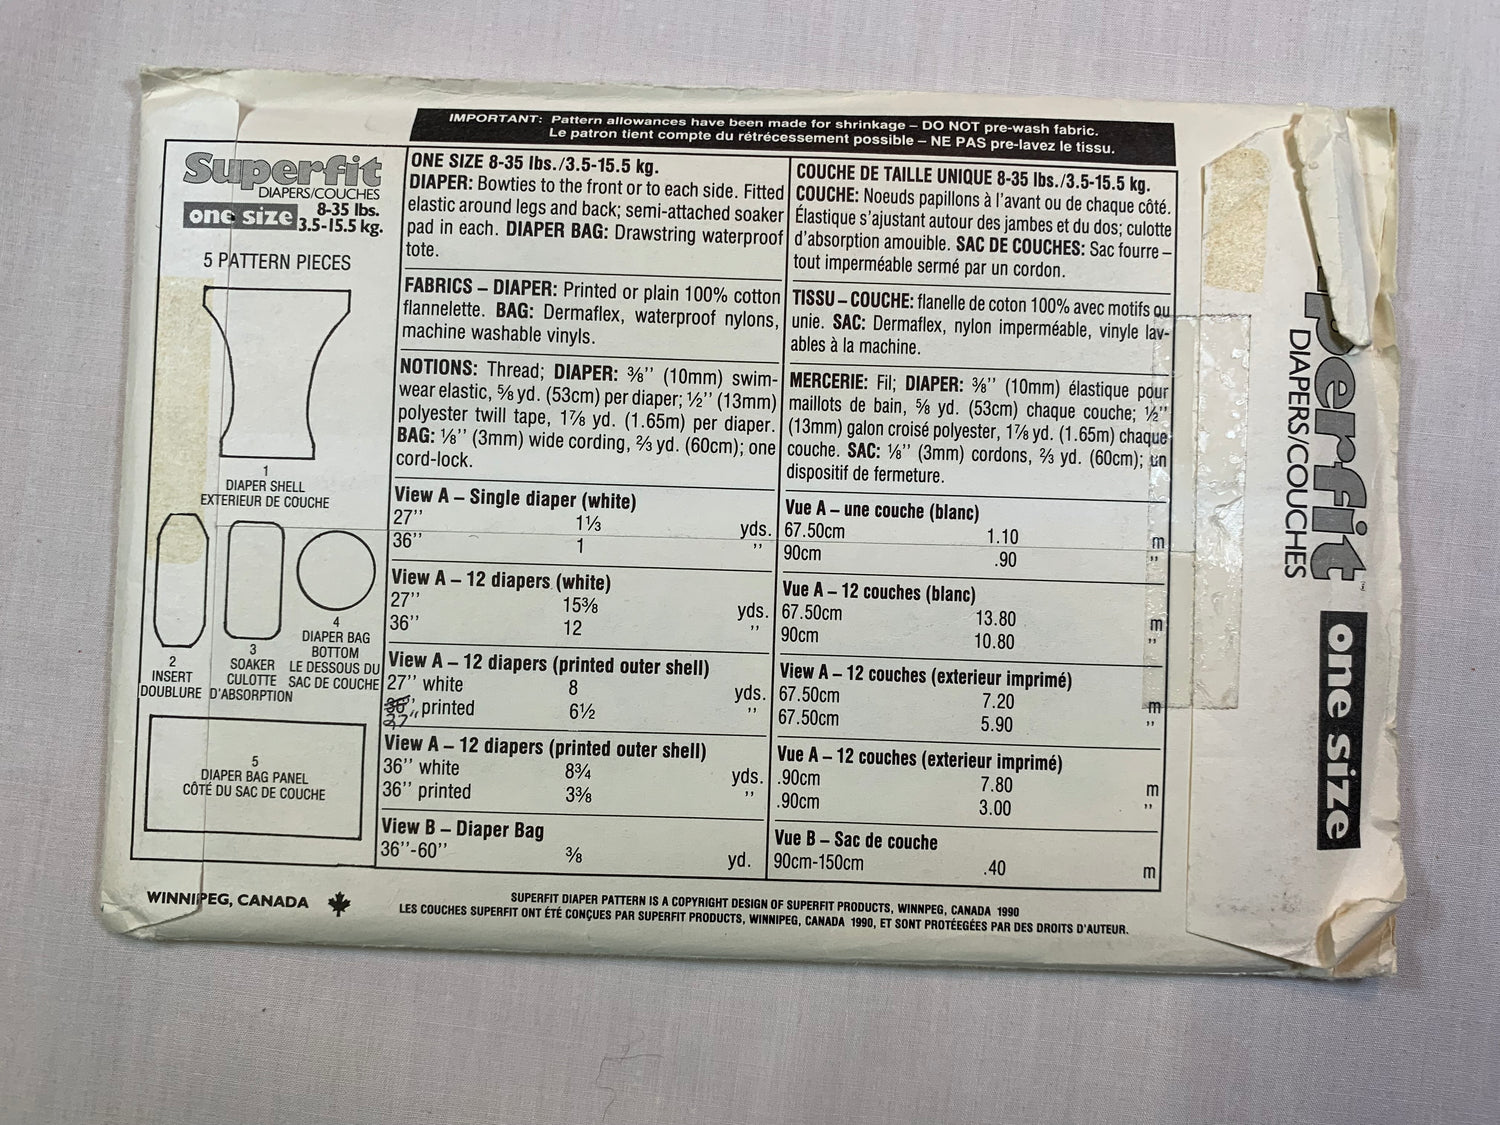 IMPORTANT: Pattern allowances have been made for shrinkage – DO NOT pre-wash fabric.
Le patron tient compte du rétrécessement possible – NE PAS pre-lavez le tissu.
Superfit
DIAPERS/COUCHES
one size 8-35 lbs.
3.5-15.5 kg.
5 PATTERN PIECES
1
DIAPER SHELL
EXTERIEUR DE COUCHE
2
INSERT
DOUBLURE
3
SOAKER
CULOTTE
D'ABSORPTION
4
DIAPER BAG
BOTTOM
LE DESSOUS DU
SAC DE COUCHE
5
DIAPER BAG PANEL
CÔTÉ DU SAC DE COUCHE
ONE SIZE 8-35 lbs./3.5-15.5 kg.
DIAPER: Bowties to the front or to each side. Fitted
elastic around legs and back; semi-attached soaker
pad in each. DIAPER BAG: Drawstring waterproof
tote.
FABRICS – DIAPER: Printed or plain 100% cotton
flannelette. BAG: Dermaflex, waterproof nylons,
machine washable vinyls.
NOTIONS: Thread; DIAPER: ⅜'' (10mm) swim-
wear elastic, ⅝ yd. (53cm) per diaper; ½'' (13mm)
polyester twill tape, 1⅞ yd. (1.65m) per diaper.
BAG: ⅛'' (3mm) wide cording, ⅔ yd. (60cm); one
cord-lock.
View A – Single diaper (white)
27'' 1⅓ yds.
36'' 1 ''
View A – 12 diapers (white)
27'' 15⅜ yds.
36'' 12 ''
View A – 12 diapers (printed outer shell)
27'' white 8 yds.
36'' printed 6½ ''
27''
View A – 12 diapers (printed outer shell)
36'' white 8¾ yds.
36'' printed 3⅜ ''
View B – Diaper Bag
36''-60'' ⅜ yd.
COUCHE DE TAILLE UNIQUE 8-35 lbs./3.5-15.5 kg.
COUCHE: Noeuds papillons à l'avant ou de chaque côté.
Élastique s'ajustant autour des jambes et du dos; culotte
d'absorption amouible. SAC DE COUCHES: Sac fourre –
tout imperméable sermé par un cordon.
TISSU – COUCHE: flanelle de coton 100% avec motifs ou
unie. SAC: Dermaflex, nylon imperméable, vinyle lav-
ables à la machine.
MERCERIE: Fil; DIAPER: ⅜'' (10mm) élastique pour
maillots de bain, ⅝ yd. (53cm) chaque couche; ½''
(13mm) galon croisé polyester, 1⅞ yd. (1.65m) chaque
couche. SAC: ⅛'' (3mm) cordons, ⅔ yd. (60cm); un
dispositif de fermeture.
Vue A – une couche (blanc)
67.50cm 1.10 m
90cm .90 ''
Vue A – 12 couches (blanc)
67.50cm 13.80 m
90cm 10.80 ''
View A – 12 couches (exterieur imprimé)
67.50cm 7.20 m
67.50cm 5.90 ''
Vue A – 12 couches (exterieur imprimé)
.90cm 7.80 m
.90cm 3.00 ''
Vue B – Sac de couche
90cm-150cm .40 m
WINNIPEG, CANADA
SUPERFIT DIAPER PATTERN IS A COPYRIGHT DESIGN OF SUPERFIT PRODUCTS, WINNPEG, CANADA 1990
LES COUCHES SUPERFIT ONT ÉTÉ CONÇUES PAR SUPERFIT PRODUCTS, WINNIPEG, CANADA 1990, ET SONT PROTÉEGÉES PAR DES DROITS D'AUTEUR.
perfit
DIAPERS/COUCHES
one size